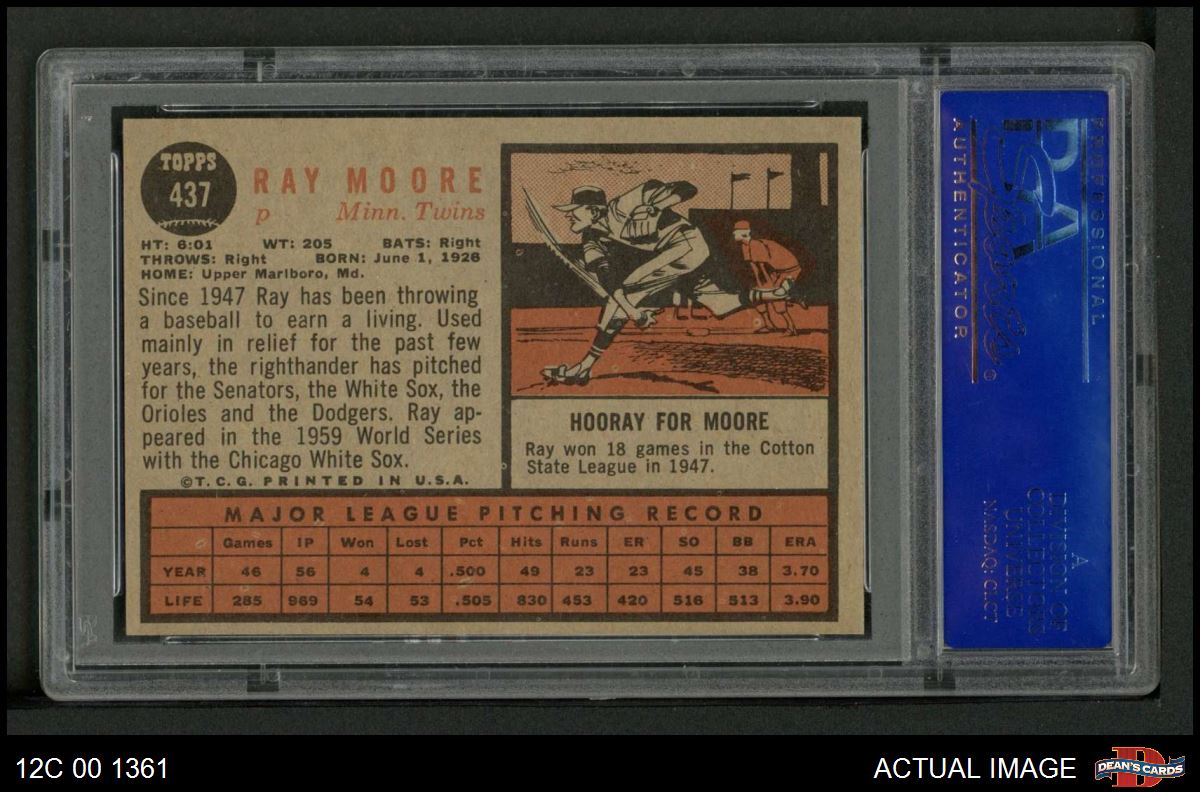 TOPPS
437
RAY MOORE
p Minn. Twins
HT: 6:01 WT: 205 BATS: Right
THROWS: Right BORN: June 1, 1926
HOME: Upper Marlboro, Md.
Since 1947 Ray has been throwing
a baseball to earn a living. Used
mainly in relief for the past few
years, the righthander has pitched
for the Senators, the White Sox, the
Orioles and the Dodgers. Ray ap-
peared in the 1959 World Series
with the Chicago White Sox.
©T. C. G. PRINTED IN U.S.A.
HOORAY FOR MOORE
Ray won 18 games in the Cotton
State League in 1947.
MAJOR LEAGUE PITCHING RECORD
Games IP Won Lost Pct Hits Runs ER SO BB ERA
YEAR 46 56 4 4 .500 49 23 23 45 38 3.70
LIFE 285 969 54 53 .505 830 453 420 516 513 3.90
PROFESSIONAL
PSA
AUTHENTICATOR
A
DIVISION OF
COLLECTORS
UNIVERSE
NASDAQ: CLCT
12C 00 1361
ACTUAL IMAGE
DEAN'S CARDS